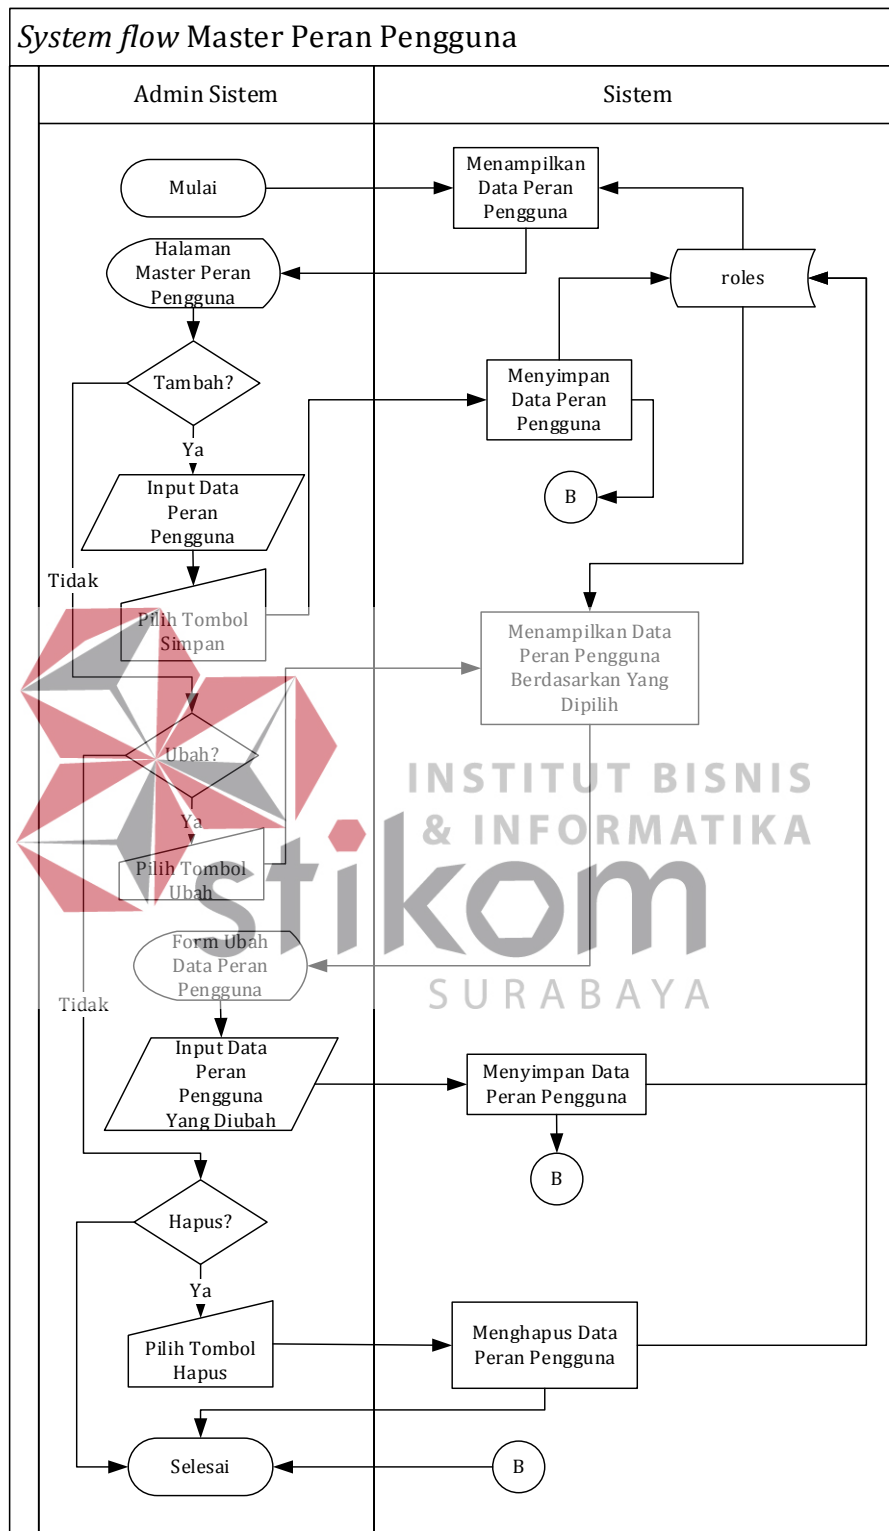 System flow Master Peran Pengguna
Admin Sistem
Sistem
Mulai
Menampilkan
Data Peran
Pengguna
Halaman
Master Peran
Pengguna
roles
Tambah?
Menyimpan
Data Peran
Pengguna
Ya
Input Data
Peran
Pengguna
B
Tidak
Pilih Tombol
Simpan
Menampilkan Data
Peran Pengguna
Berdasarkan Yang
Dipilih
Ubah?
INSTITUT BISNIS
& INFORMATIKA
stikom
SURABAYA
Ya
Pilih Tombol
Ubah
Form Ubah
Data Peran
Pengguna
Tidak
Input Data
Peran
Pengguna
Yang Diubah
Menyimpan Data
Peran Pengguna
B
Hapus?
Ya
Pilih Tombol
Hapus
Menghapus Data
Peran Pengguna
Selesai
B